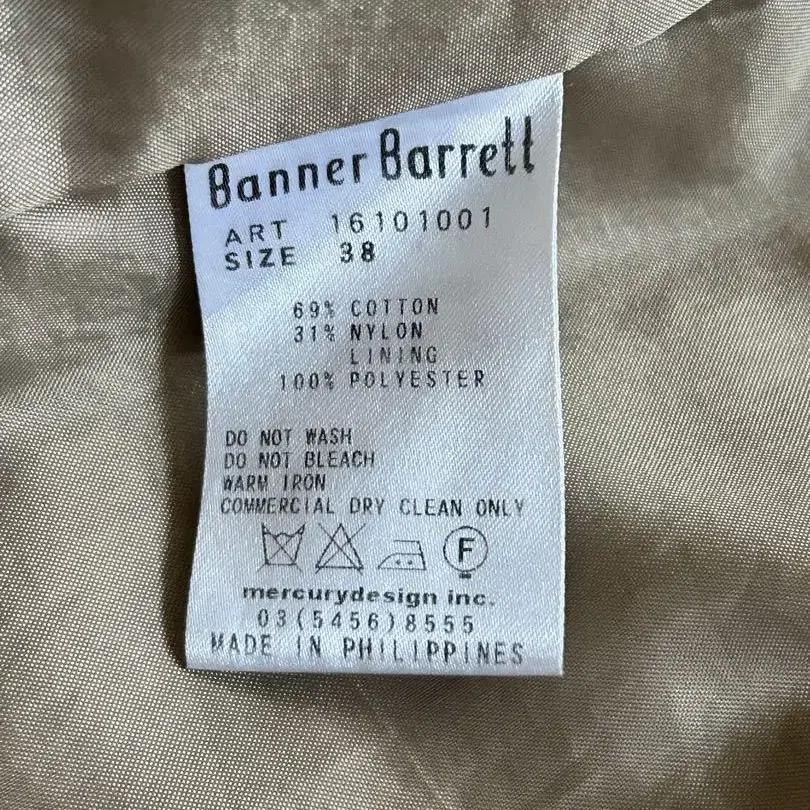 Banner Barrett
ART 16101001
SIZE 38
69% COTTON
31% NYLON
LINING
100% POLYESTER
DO NOT WASH
DO NOT BLEACH
WARM IRON
COMMERCIAL DRY CLEAN ONLY
F
mercurydesign inc.
03(5456)8555
MADE IN PHILIPPINES